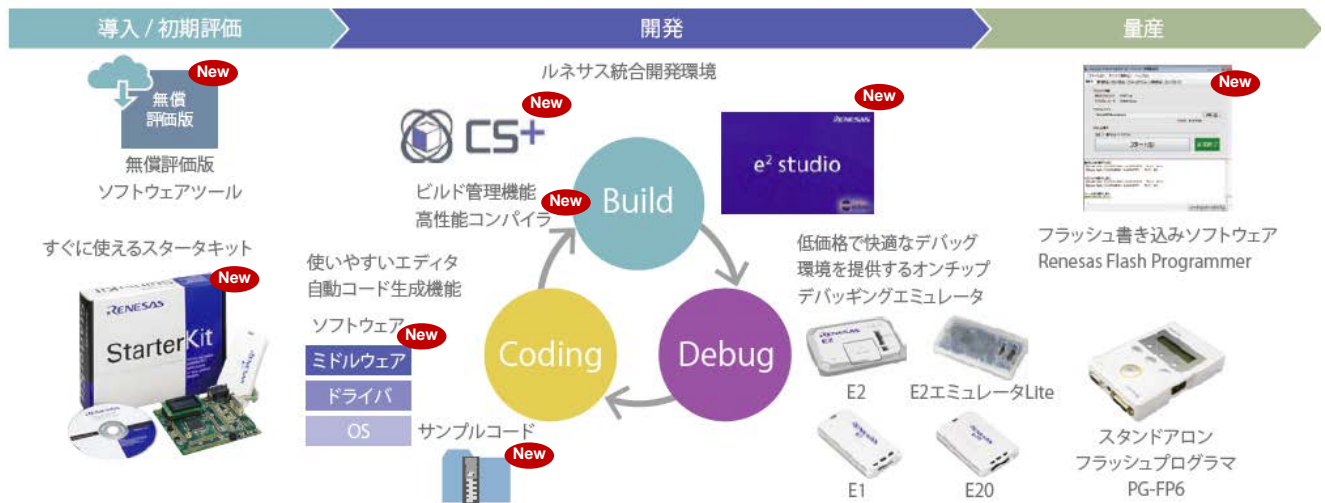 導入 / 初期評価
開発
量産
New
無償
評価版
無償評価版
ソフトウェアツール
すぐに使えるスタータキット
New
RENESAS
Starter Kit
ルネサス統合開発環境
New
CS+
ビルド管理機能
高性能コンパイラ
New
Build
New
RENESAS
e² studio
使いやすいエディタ
自動コード生成機能
ソフトウェア
New
ミドルウェア
ドライバ
OS
サンプルコード
New
Coding
Debug
低価格で快適なデバッグ
環境を提供するオンチップ
デバッギングエミュレータ
RENESAS
E2
E2
E2エミュレータLite
E1
E20
New
スタート(S)
フラッシュ書き込みソフトウェア
Renesas Flash Programmer
スタンドアロン
フラッシュプログラマ
PG-FP6